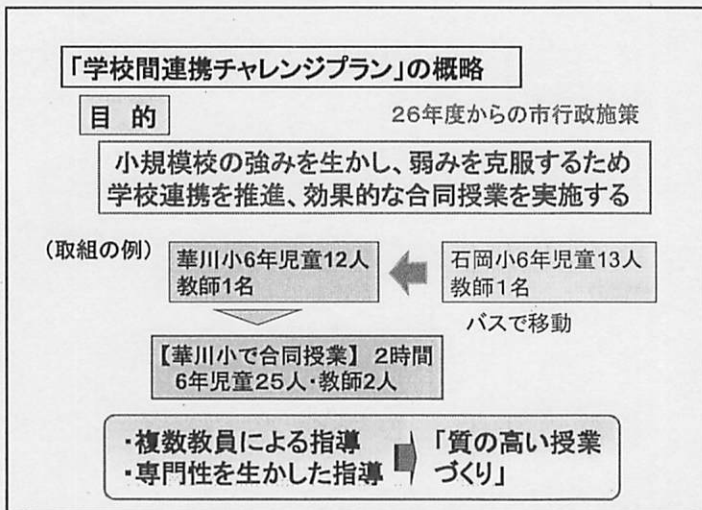 「学校間連携チャレンジプラン」の概略
目 的
26年度からの市行政施策
小規模校の強みを生かし、弱みを克服するため
学校連携を推進、効果的な合同授業を実施する
(取組の例)
華川小6年児童12人
教師1名
石岡小6年児童13人
教師1名
バスで移動
【華川小で合同授業】 2時間
6年児童25人・教師2人
・複数教員による指導
・専門性を生かした指導
「質の高い授業
づくり」